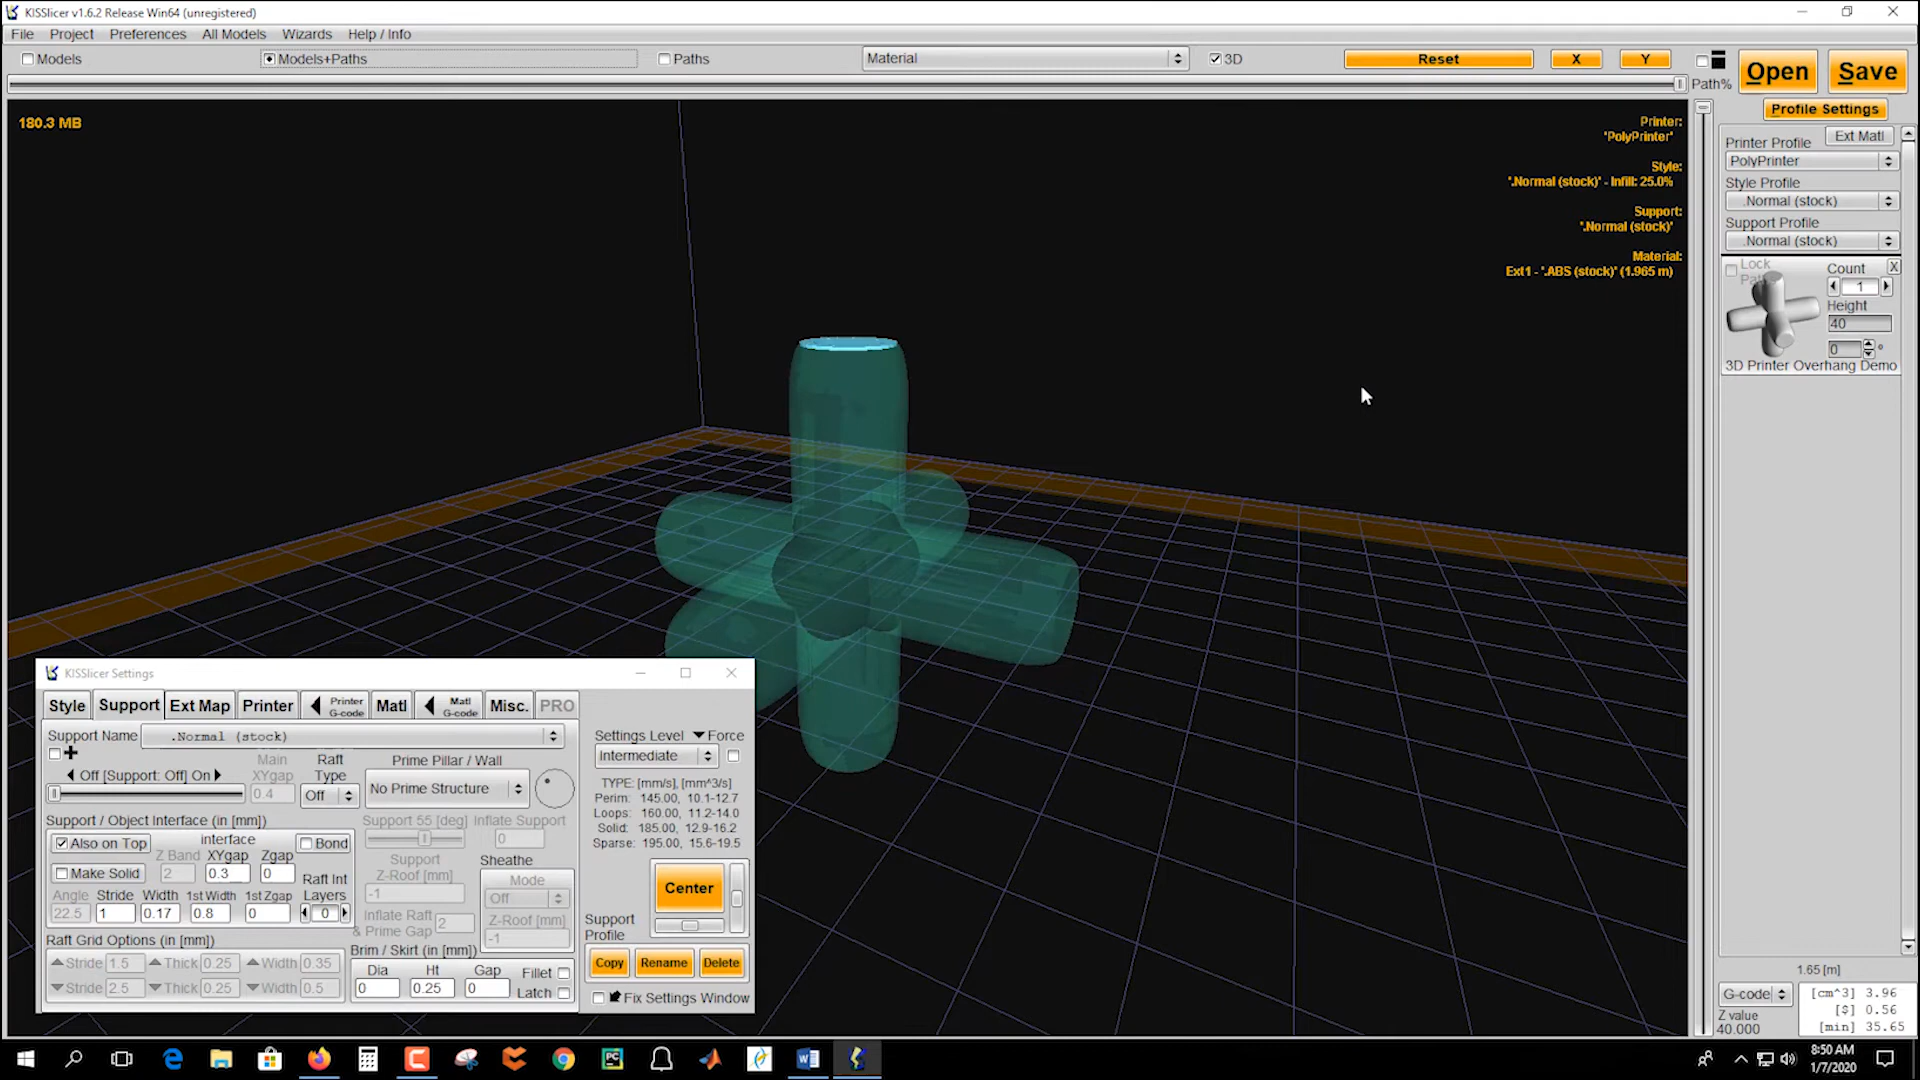 KISSlicer v1.6.2 Release Win64 (unregistered)
File Project Preferences All Models Wizards Help / Info
Models Models+Paths Paths Material 3D Reset X Y Path% Open Save
180.3 MB
Printer:
'PolyPrinter'
Style:
'.Normal (stock)' - Infill: 25.0%
Support:
'.Normal (stock)'
Material:
Ext1 - '.ABS (stock)' (1.965 m)
Profile Settings
Printer Profile Ext Matl
PolyPrinter
Style Profile
.Normal (stock)
Support Profile
.Normal (stock)
Lock Count X
1
Height
40
0 °
3D Printer Overhang Demo
KISSlicer Settings
Style Support Ext Map Printer Printer G-code Matl Matl G-code Misc. PRO
Support Name .Normal (stock)
Off [Support: Off] On
Main XYgap
0.4
Raft Type
Off
Prime Pillar / Wall
No Prime Structure
Support / Object Interface (in [mm])
Also on Top
interface
Bond
Z Band XYgap Zgap
Make Solid 2 0.3 0
Raft Int
Angle Stride Width 1st Width 1st Zgap Layers
22.5 1 0.17 0.8 0 0
Raft Grid Options (in [mm])
Stride 1.5 Thick 0.25 Width 0.35
Stride 2.5 Thick 0.25 Width 0.5
Support 55 [deg] Inflate Support
0
Support
Z-Roof [mm]
-1
Inflate Raft
& Prime Gap 2
Sheathe
Mode
Off
Z-Roof [mm]
-1
Brim / Skirt (in [mm])
Dia Ht Gap Fillet
0 0.25 0 Latch
Settings Level Force
Intermediate
TYPE: [mm/s], [mm^3/s]
Perim: 145.00, 10.1-12.7
Loops: 160.00, 11.2-14.0
Solid: 185.00, 12.9-16.2
Sparse: 195.00, 15.6-19.5
Center
Support
Profile
Copy Rename Delete
Fix Settings Window
1.65 [m]
G-code
Z value
40.000
[cm^3] 3.96
[$] 0.56
[min] 35.65
8:50 AM
1/7/2020